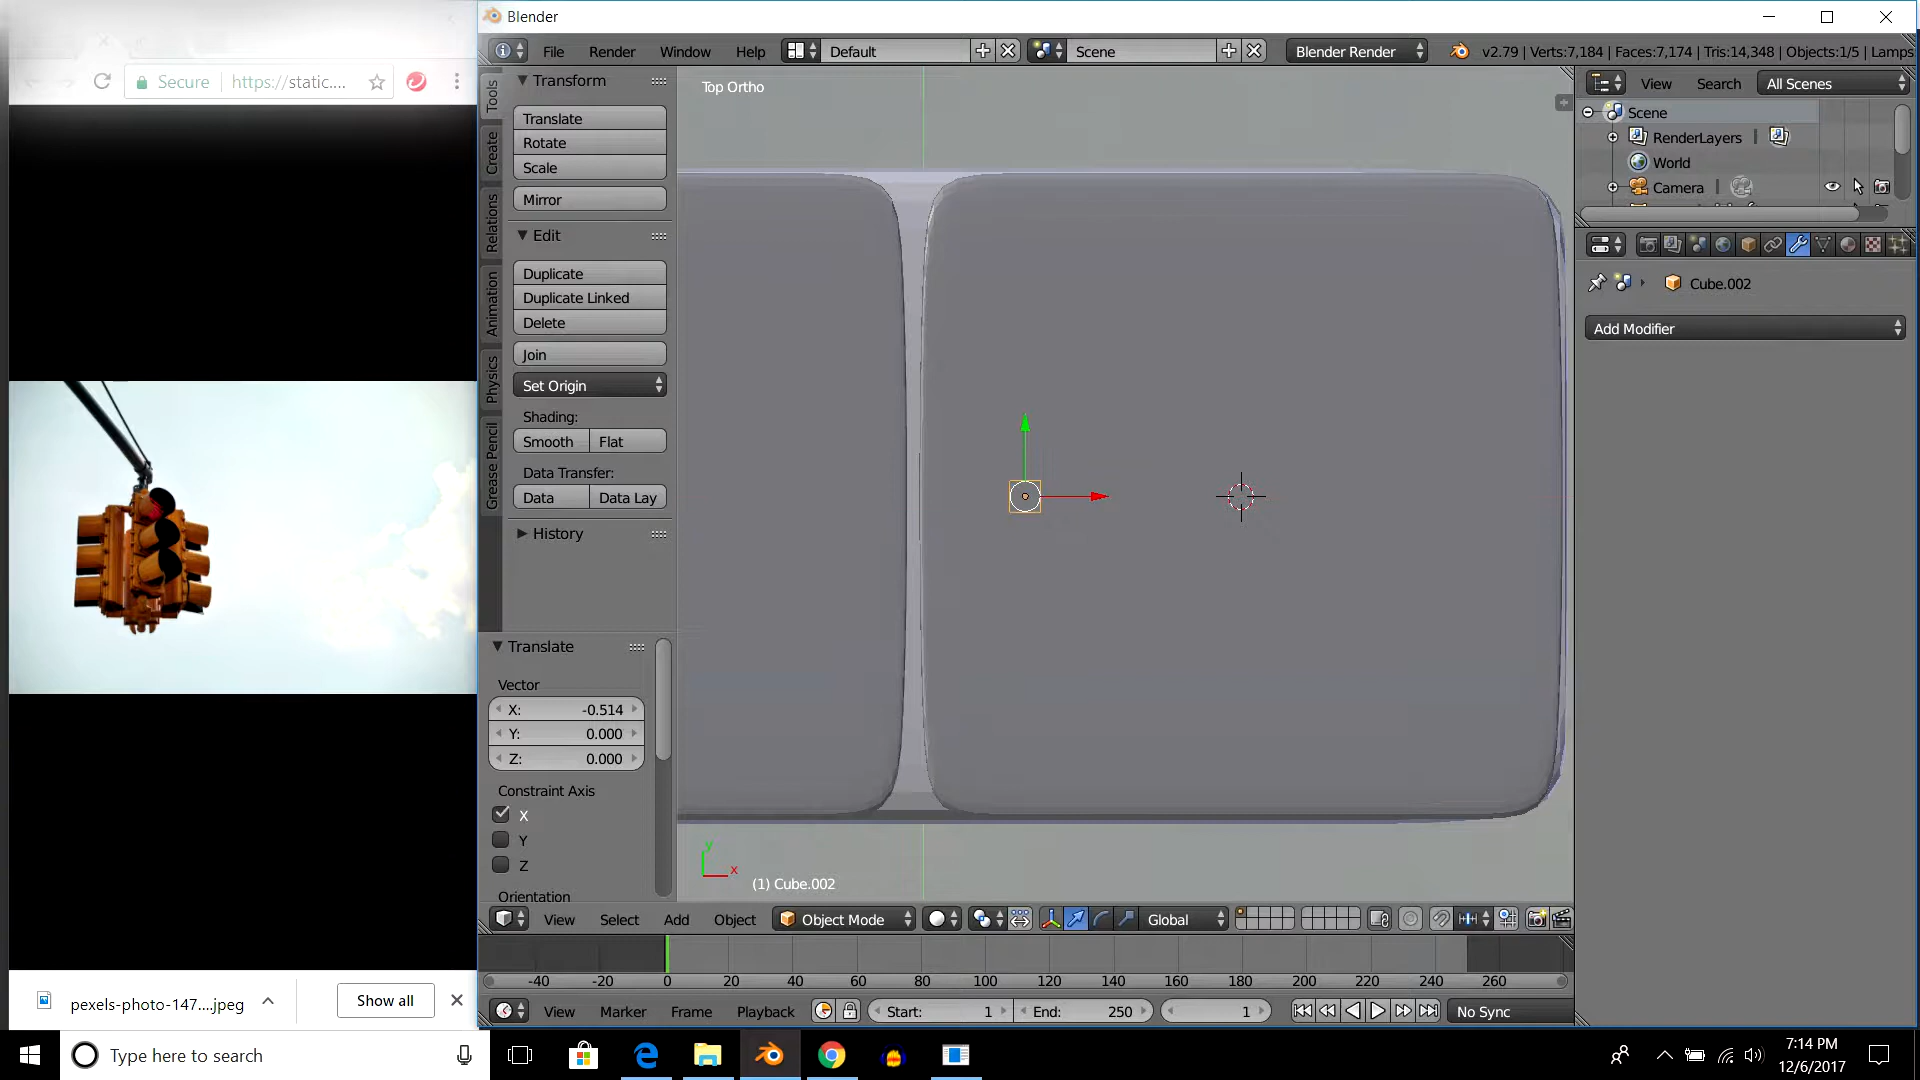 Blender
File Render Window Help Default Scene Blender Render v2.79 | Verts:7,184 | Faces:7,174 | Tris:14,348 | Objects:1/5 | Lamps
Secure https://static....
Tools
Create
Relations
Animation
Physics
Grease Pencil
Transform
Translate
Rotate
Scale
Mirror
Edit
Duplicate
Duplicate Linked
Delete
Join
Set Origin
Shading:
Smooth Flat
Data Transfer:
Data Data Lay
History
Translate
Vector
X: -0.514
Y: 0.000
Z: 0.000
Constraint Axis
X
Y
Z
Orientation
Top Ortho
y
x
(1) Cube.002
View Search All Scenes
Scene
RenderLayers
World
Camera
Cube.002
Add Modifier
View Select Add Object Object Mode Global
-40 -20 0 20 40 60 80 100 120 140 160 180 200 220 240 260
View Marker Frame Playback Start: 1 End: 250 1 No Sync
pexels-photo-147....jpeg Show all
Type here to search
7:14 PM
12/6/2017